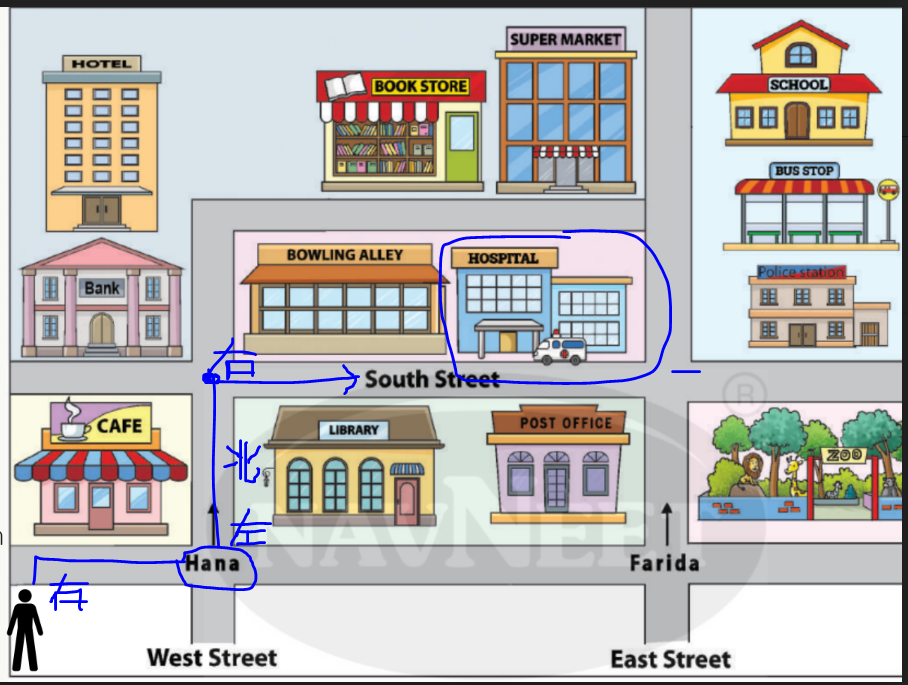 SUPER MARKET
HOTEL
BOOK STORE
SCHOOL
BUS STOP
BOWLING ALLEY
HOSPITAL
Police station
Bank
右
South Street
CAFE
LIBRARY
POST OFFICE
北
ZOO
左
NAVNEET
Hana
Farida
右
West Street
East Street
®